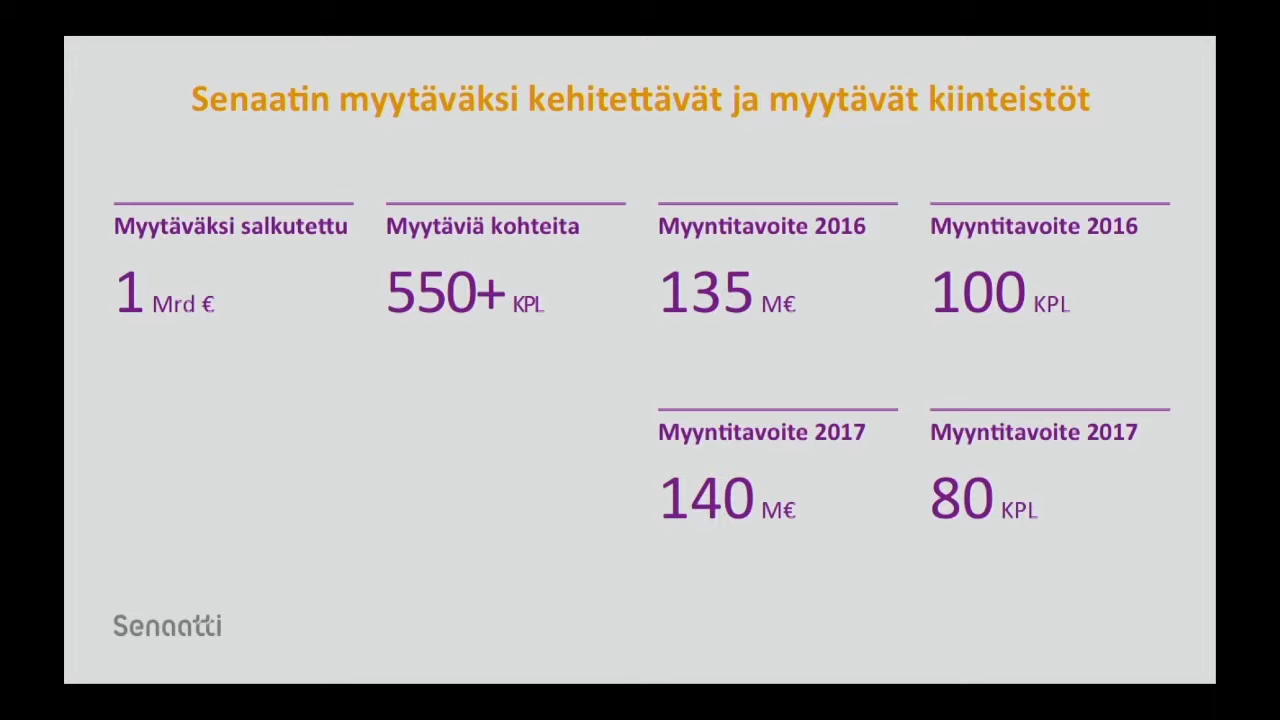 Senaatin myytäväksi kehitettävät ja myytävät kiinteistöt
Myytäväksi salkutettu
1 Mrd €
Myytäviä kohteita
550+ KPL
Myyntitavoite 2016
135 M€
Myyntitavoite 2016
100 KPL
Myyntitavoite 2017
140 M€
Myyntitavoite 2017
80 KPL
Senaatti